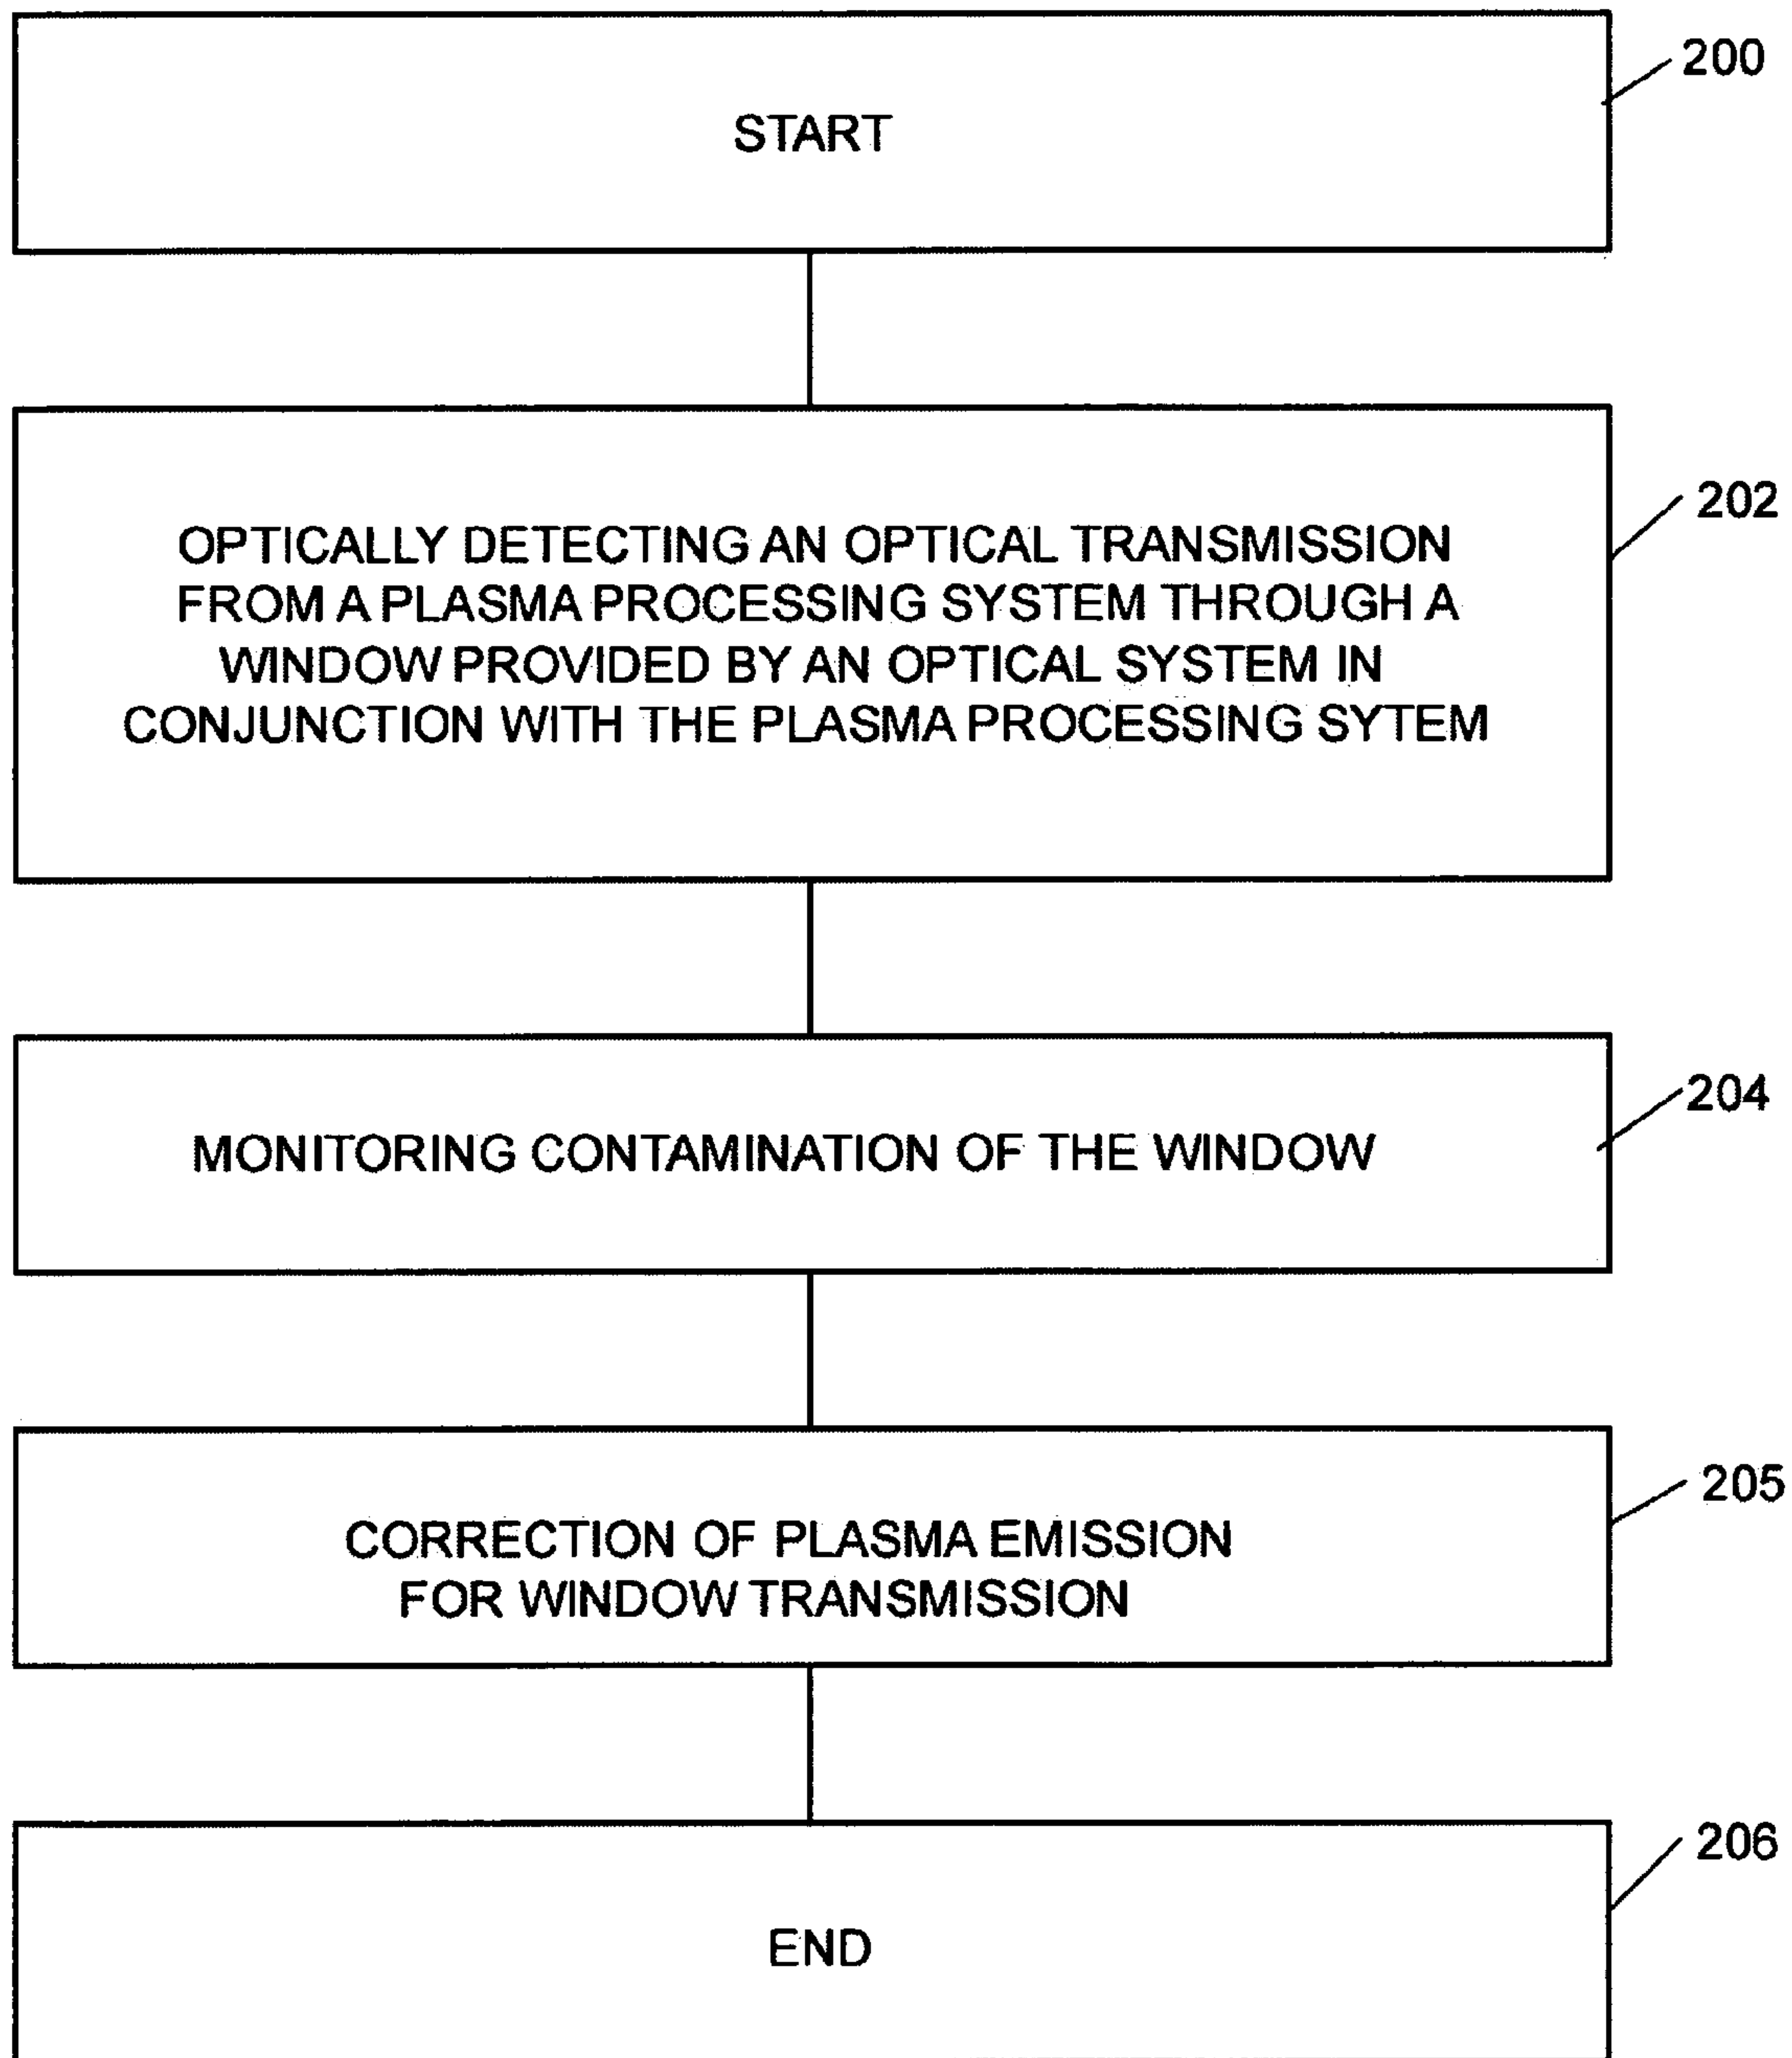 200
START
202
OPTICALLY DETECTING AN OPTICAL TRANSMISSION
FROM A PLASMA PROCESSING SYSTEM THROUGH A
WINDOW PROVIDED BY AN OPTICAL SYSTEM IN
CONJUNCTION WITH THE PLASMA PROCESSING SYTEM
204
MONITORING CONTAMINATION OF THE WINDOW
205
CORRECTION OF PLASMA EMISSION
FOR WINDOW TRANSMISSION
206
END